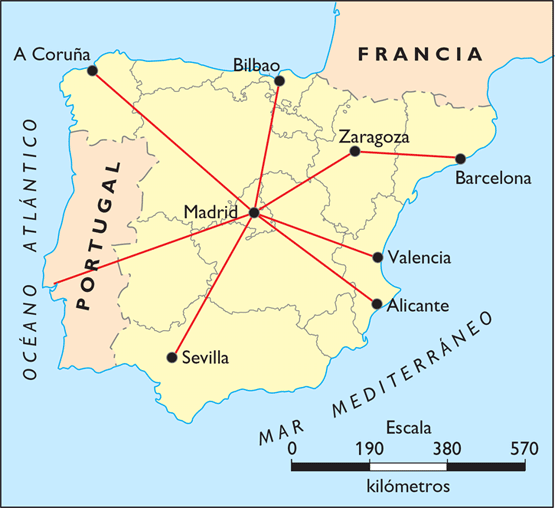 A Coruña
Bilbao
FRANCIA
Zaragoza
Barcelona
OCÉANO ATLÁNTICO
PORTUGAL
Madrid
Valencia
Alicante
Sevilla
MAR MEDITERRÁNEO
Escala
0 190 380 570
kilómetros